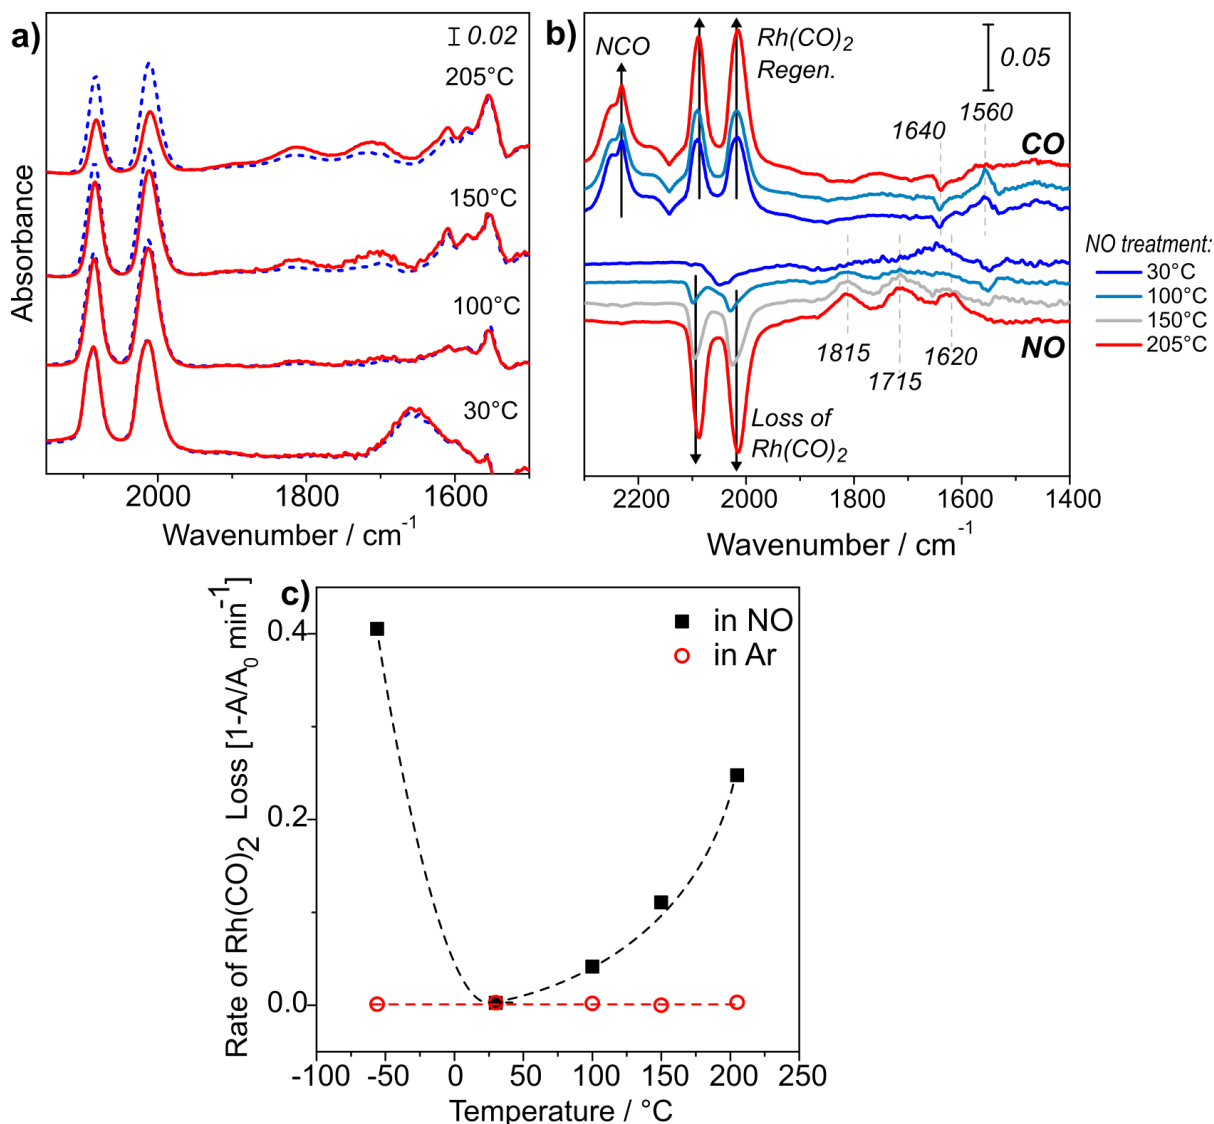 a)
0.02
205°C
150°C
100°C
30°C
Absorbance
2000
1800
1600
Wavenumber / cm⁻¹
b)
NCO
Rh(CO)₂
Regen.
0.05
1640
1560
CO
1815
1715
1620
NO
Loss of
Rh(CO)₂
2200
2000
1800
1600
1400
Wavenumber / cm⁻¹
NO treatment:
30°C
100°C
150°C
205°C
c)
in NO
in Ar
0.4
0.2
0.0
Rate of Rh(CO)₂ Loss [1-A/A₀ min⁻¹]
-100
-50
0
50
100
150
200
250
Temperature / °C